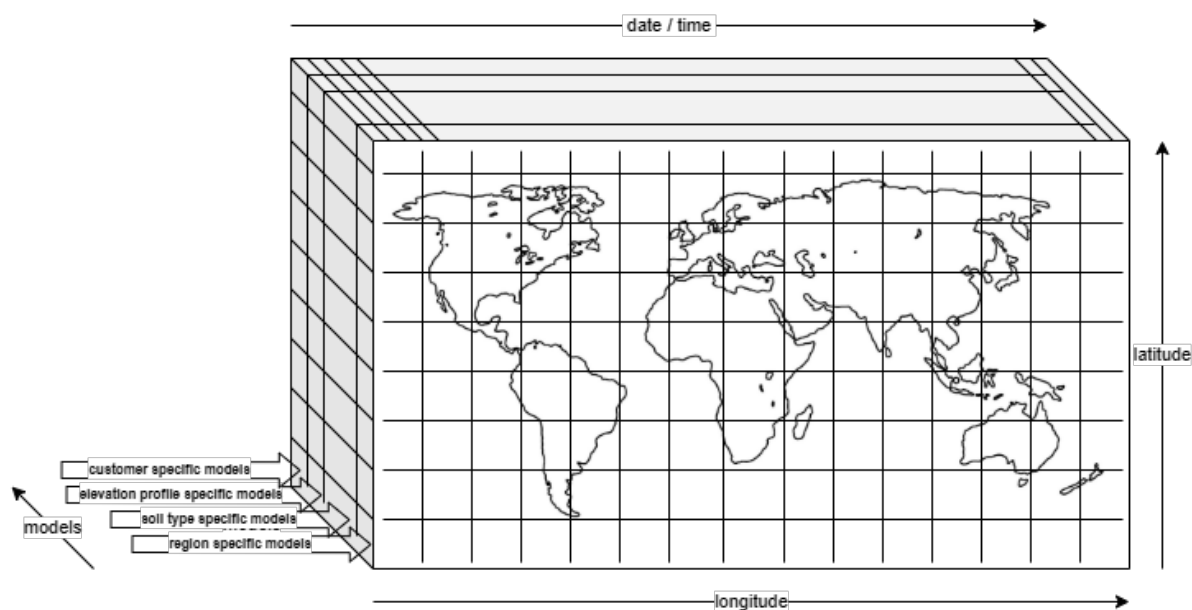 date / time
latitude
customer specific models
elevation profile specific models
soil type specific models
models
region specific models
longitude